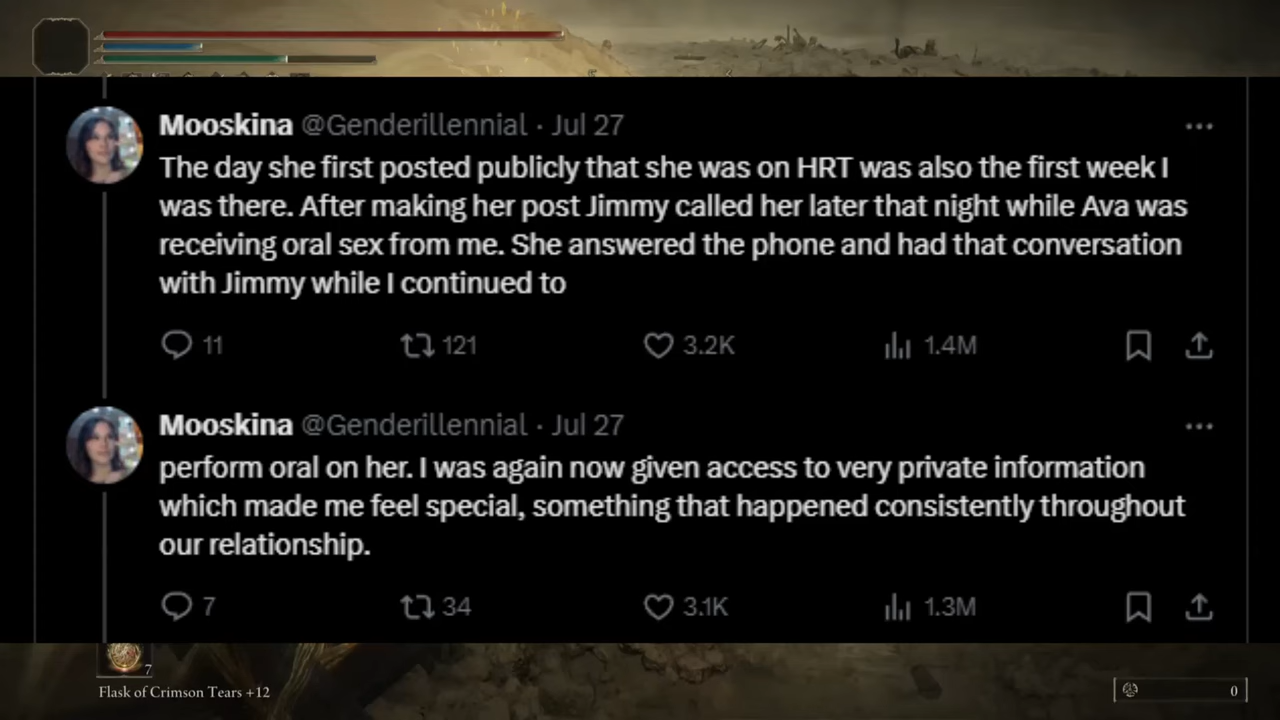 Mooskina @Genderillennial · Jul 27
The day she first posted publicly that she was on HRT was also the first week I
was there. After making her post Jimmy called her later that night while Ava was
receiving oral sex from me. She answered the phone and had that conversation
with Jimmy while I continued to
11 121 3.2K 1.4M
Mooskina @Genderillennial · Jul 27
perform oral on her. I was again now given access to very private information
which made me feel special, something that happened consistently throughout
our relationship.
7 34 3.1K 1.3M
7
Flask of Crimson Tears +12
0